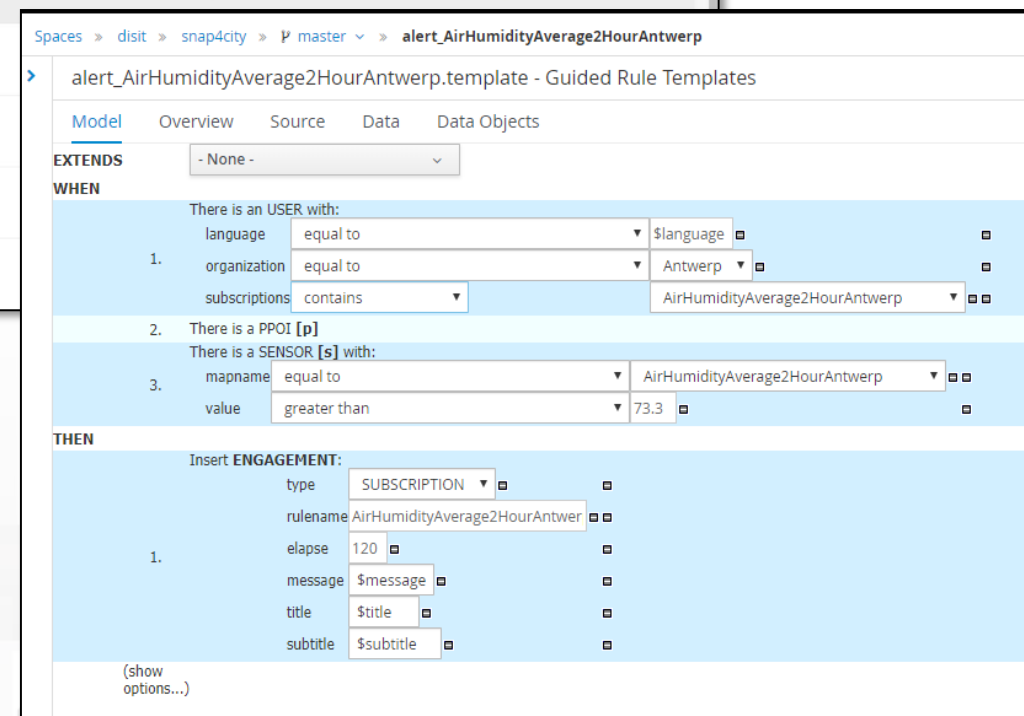 Spaces » disit » snap4city » master » alert_AirHumidityAverage2HourAntwerp
alert_AirHumidityAverage2HourAntwerp.template - Guided Rule Templates
Model Overview Source Data Data Objects
EXTENDS - None -
WHEN
There is an USER with:
language equal to $language
1.
organization equal to Antwerp
subscriptions contains AirHumidityAverage2HourAntwerp
2. There is a PPOI [p]
There is a SENSOR [s] with:
mapname equal to AirHumidityAverage2HourAntwerp
3.
value greater than 73.3
THEN
Insert ENGAGEMENT:
type SUBSCRIPTION
rulename AirHumidityAverage2HourAntwer
elapse 120
1.
message $message
title $title
subtitle $subtitle
(show
options...)